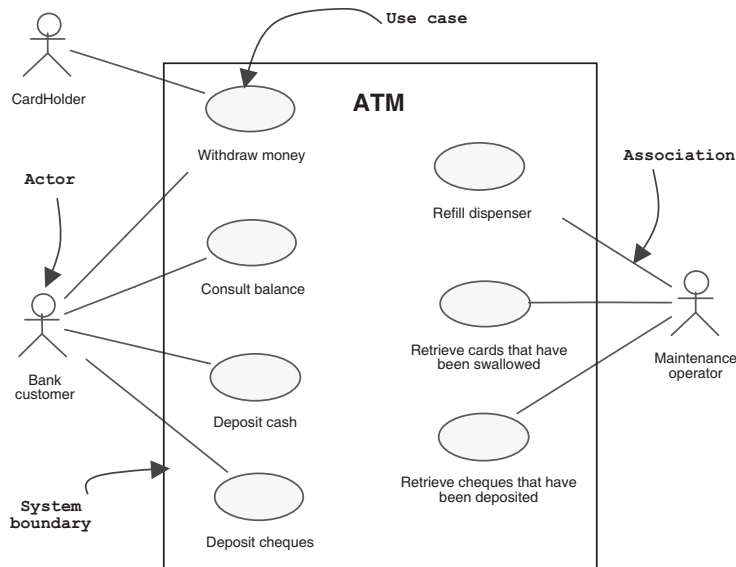 Use case
CardHolder
ATM
Withdraw money
Association
Actor
Refill dispenser
Consult balance
Retrieve cards that have
been swallowed
Maintenance
operator
Bank
customer
Deposit cash
Retrieve cheques that have
been deposited
System
boundary
Deposit cheques